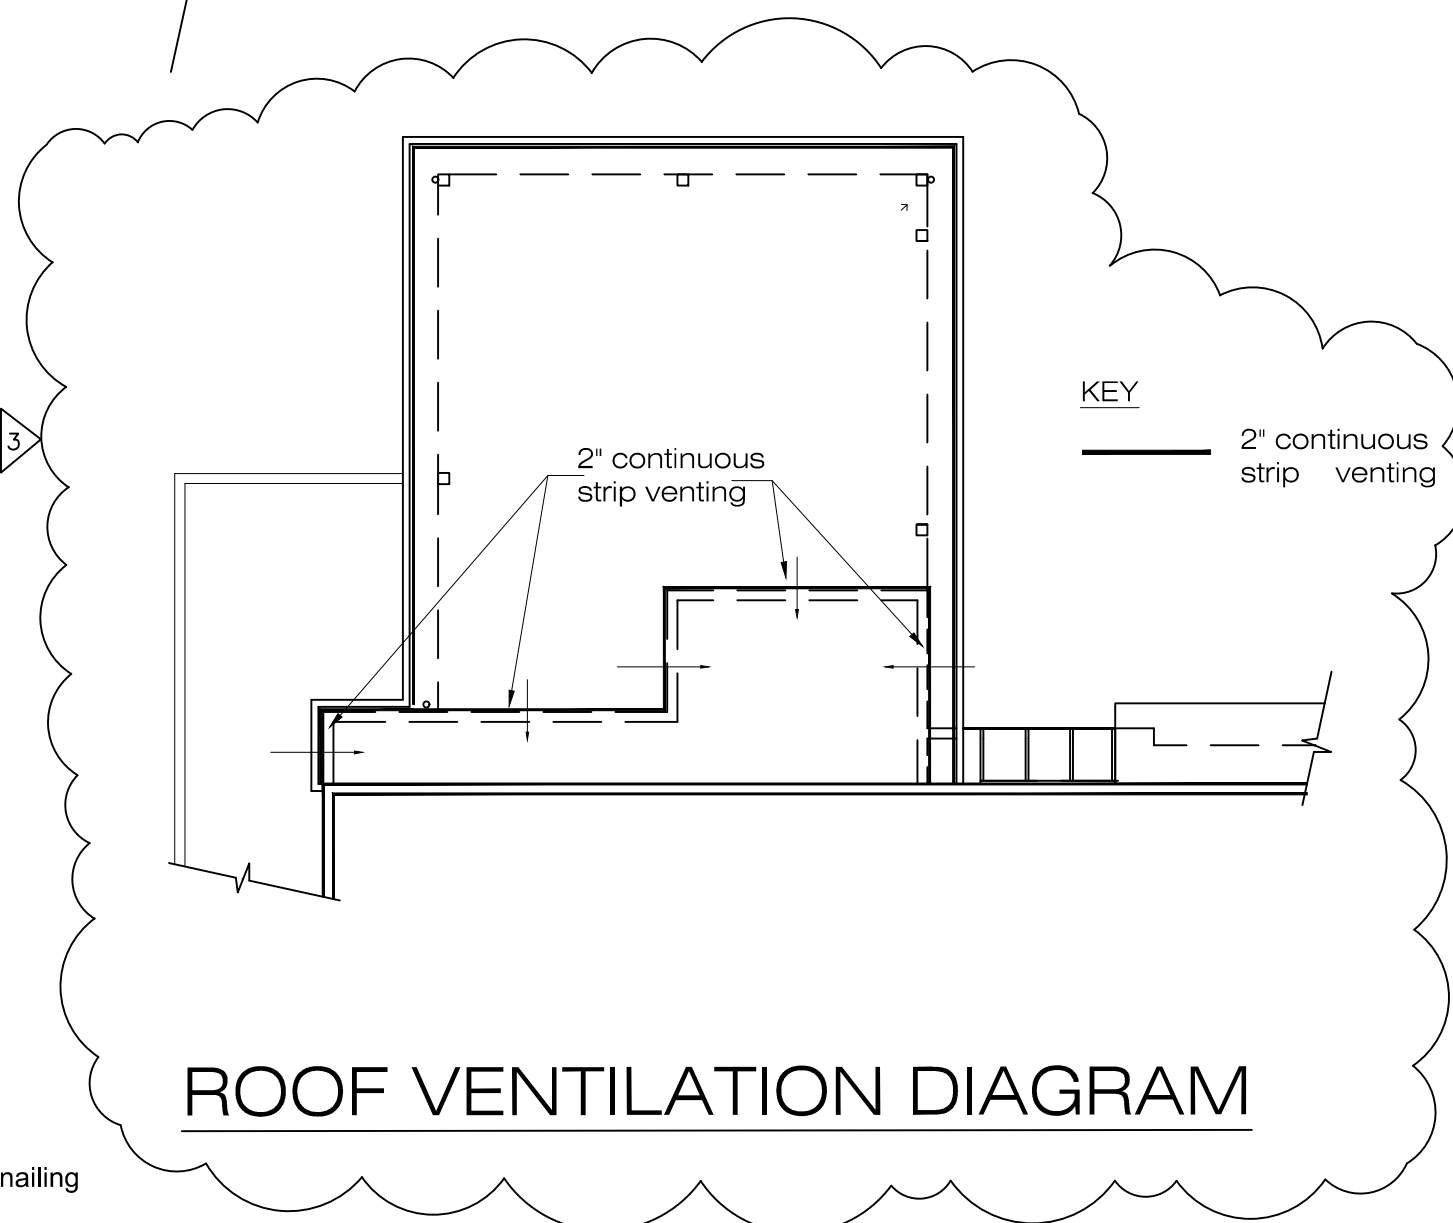 3
KEY
2" continuous
strip venting
2" continuous
strip venting
ROOF VENTILATION DIAGRAM
nailing